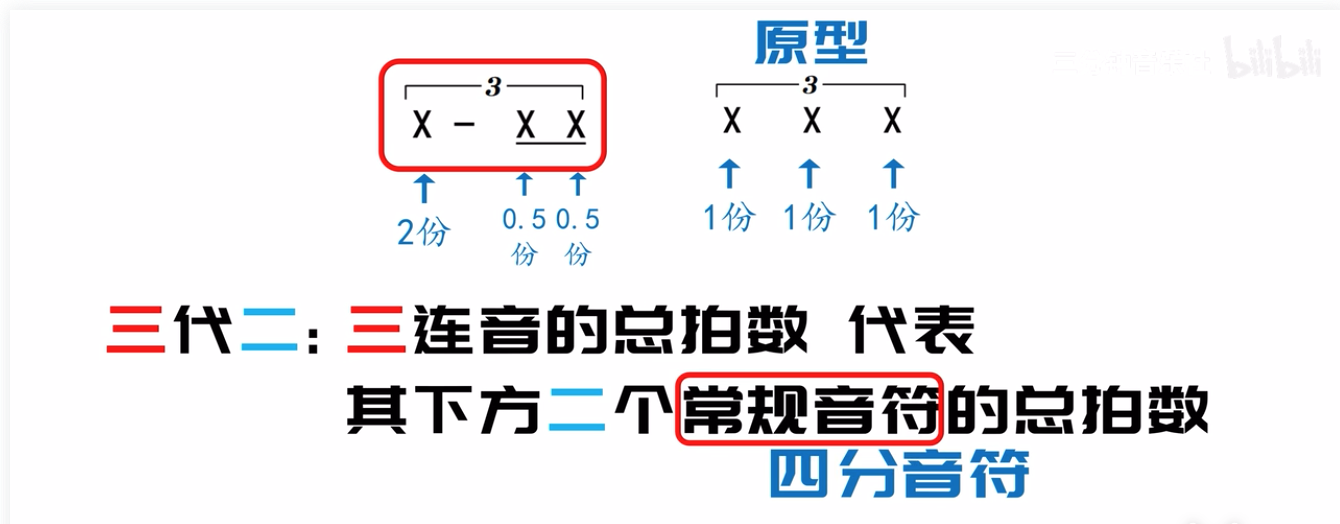 原型
3
X - X X
3
X X X
2份
0.5份 0.5份
1份 1份 1份
三代二：三连音的总拍数 代表
其下方二个常规音符的总拍数
四分音符
bilibili